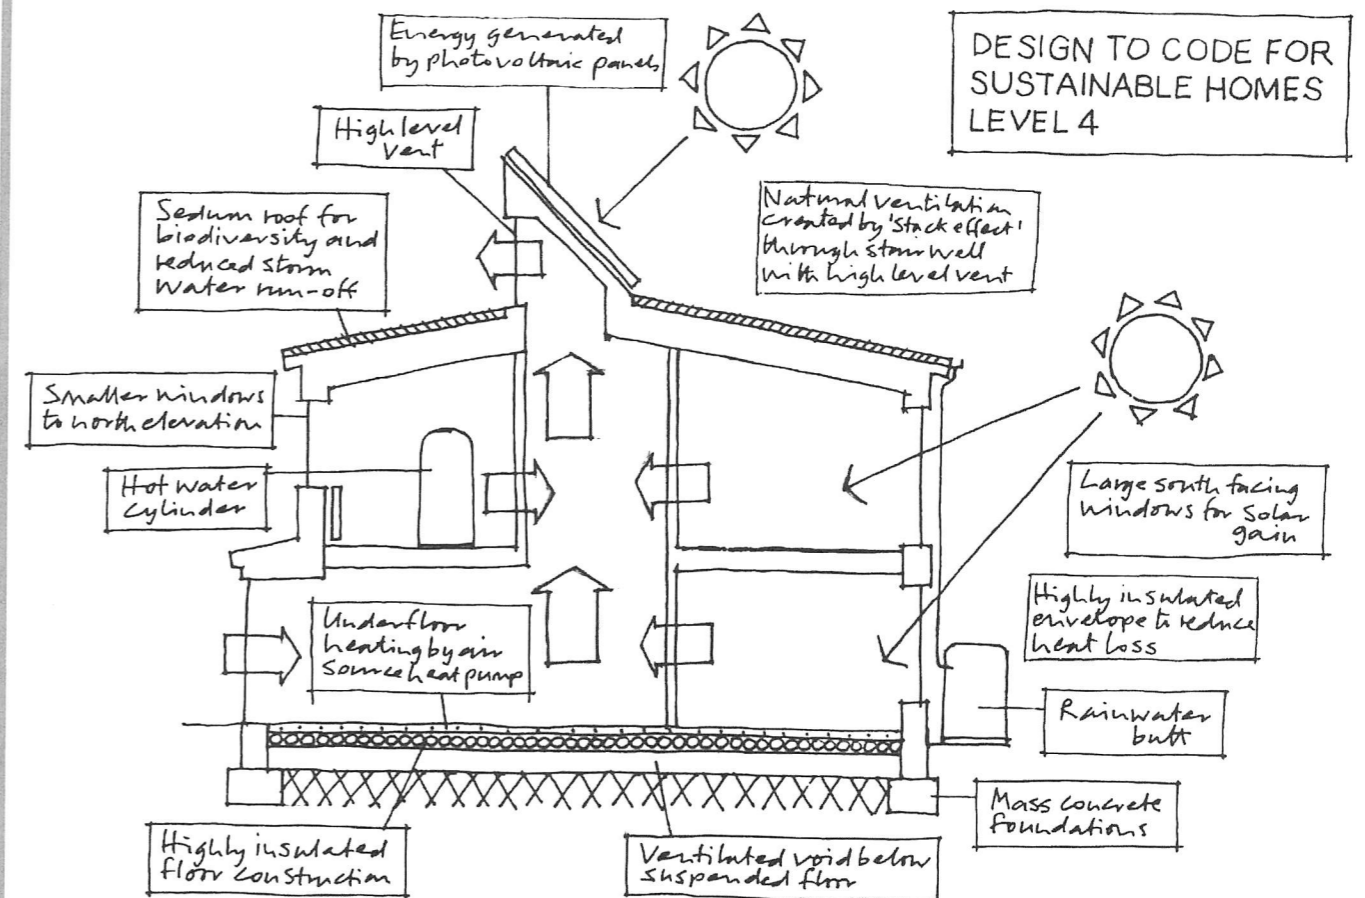 Energy generated
by photovoltaic panels
DESIGN TO CODE FOR
SUSTAINABLE HOMES
LEVEL 4
High level
vent
Sedum roof for
biodiversity and
reduced storm
water run-off
Natural ventilation
created by 'stack effect'
through stairwell
with high level vent
Smaller windows
to north elevation
Hot water
cylinder
Large south facing
windows for solar
gain
Underfloor
heating by air
source heat pump
Highly insulated
envelope to reduce
heat loss
Rainwater
butt
Mass concrete
foundations
Highly insulated
floor construction
Ventilated void below
suspended floor